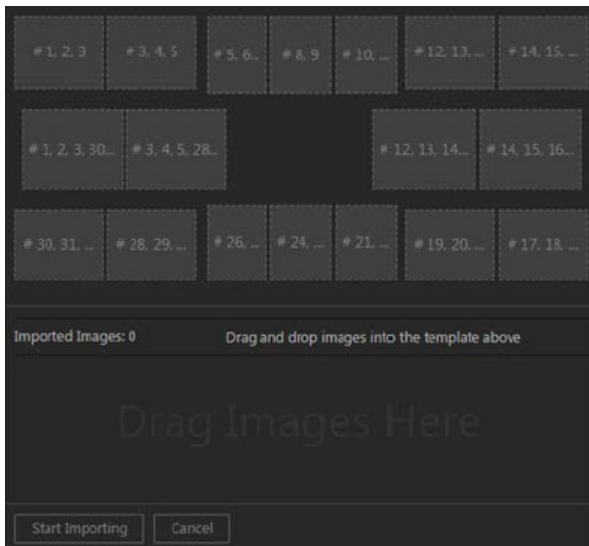 # 1, 2, 3 # 3, 4, 5 # 5, 6... # 8, 9 # 10, ... # 12, 13, ... # 14, 15, ...
# 1, 2, 3, 30... # 3, 4, 5, 28... # 12, 13, 14... # 14, 15, 16...
# 30, 31, ... # 28, 29, ... # 26, ... # 24, ... # 21, ... # 19, 20, ... # 17, 18, ...
Imported Images: 0 Drag and drop images into the template above
Drag Images Here
Start Importing Cancel